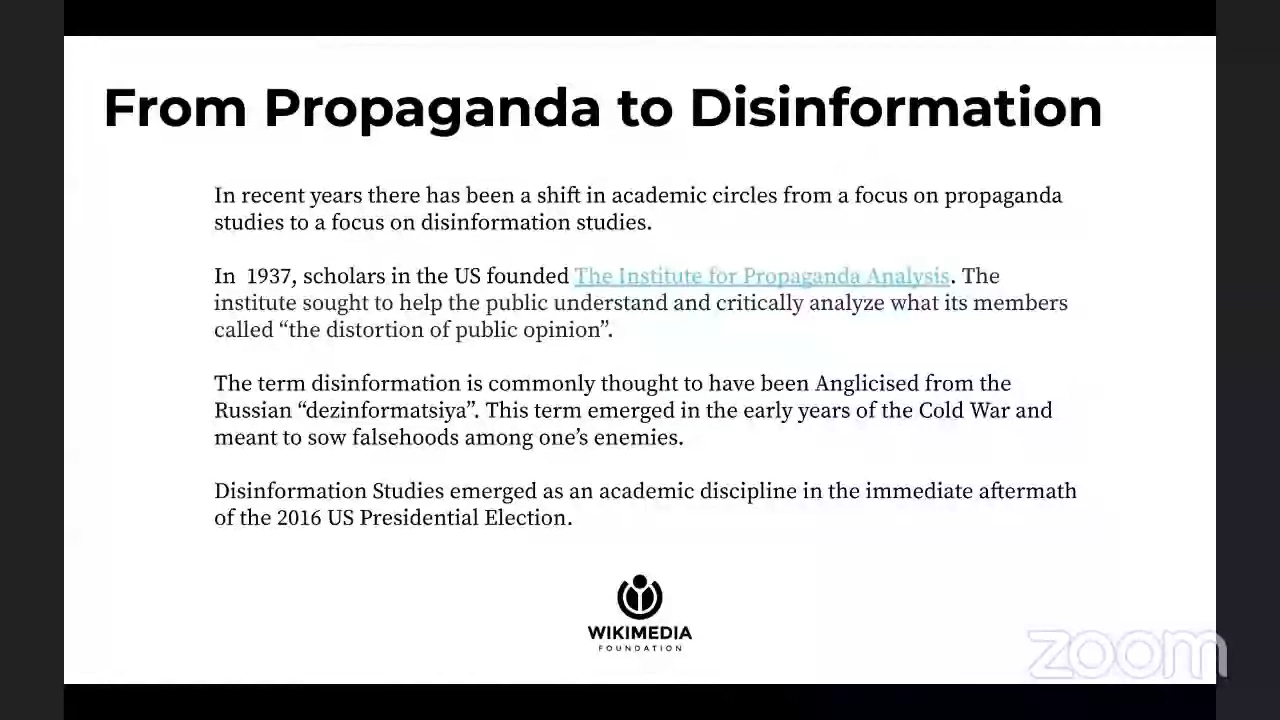 From Propaganda to Disinformation
In recent years there has been a shift in academic circles from a focus on propaganda
studies to a focus on disinformation studies.
In  1937, scholars in the US founded The Institute for Propaganda Analysis. The
institute sought to help the public understand and critically analyze what its members
called “the distortion of public opinion”.
The term disinformation is commonly thought to have been Anglicised from the
Russian “dezinformatsiya”. This term emerged in the early years of the Cold War and
meant to sow falsehoods among one’s enemies.
Disinformation Studies emerged as an academic discipline in the immediate aftermath
of the 2016 US Presidential Election.
WIKIMEDIA
FOUNDATION
zoom